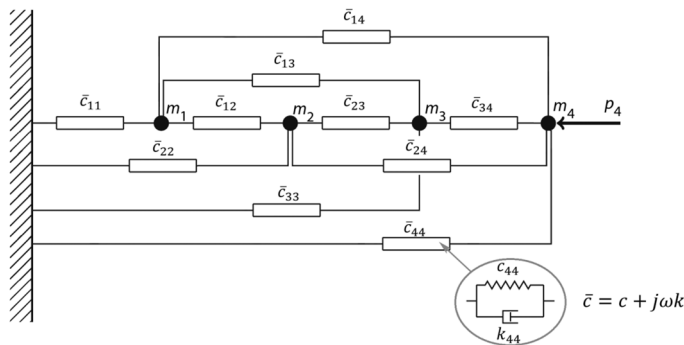 c̄₁₄
c̄₁₃
c̄₁₁ m₁ c̄₁₂ m₂ c̄₂₃ m₃ c̄₃₄ m₄ p₄
c̄₂₂ c̄₂₄
c̄₃₃
c̄₄₄
c₄₄
k₄₄
c̄ = c + jωk